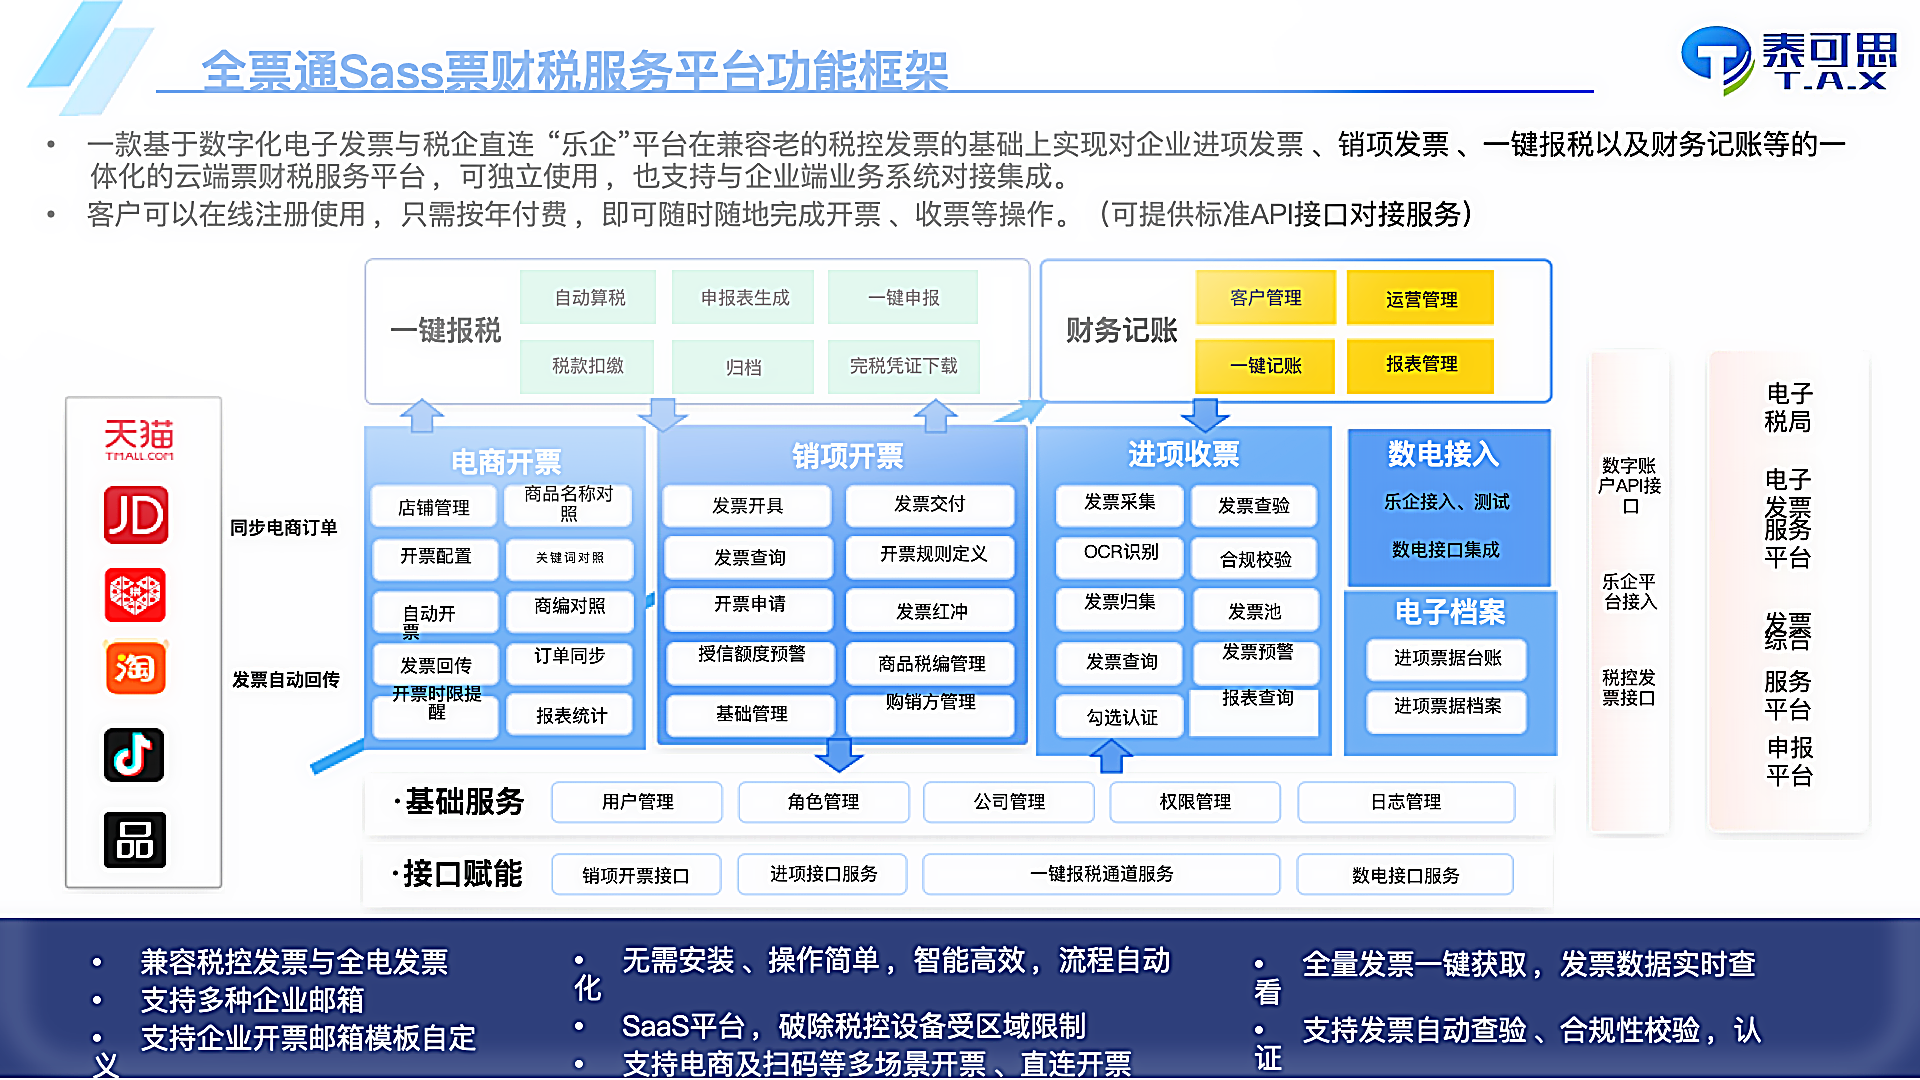 全票通Sass票财税服务平台功能框架
泰可思
T.A.X
• 一款基于数字化电子发票与税企直连“乐企”平台在兼容老的税控发票的基础上实现对企业进项发票、销项发票、一键报税以及财务记账等的一
体化的云端票财税服务平台，可独立使用，也支持与企业端业务系统对接集成。
• 客户可以在线注册使用，只需按年付费，即可随时随地完成开票、收票等操作。（可提供标准API接口对接服务）
一键报税
自动算税
申报表生成
一键申报
税款扣缴
归档
完税凭证下载
财务记账
客户管理
运营管理
一键记账
报表管理
天猫
TMALL.COM
JD
拼
淘
品
同步电商订单
发票自动回传
电商开票
店铺管理
商品名称对
照
开票配置
关键词对照
自动开
票
商编对照
发票回传
订单同步
开票时限提
醒
报表统计
销项开票
发票开具
发票交付
发票查询
开票规则定义
开票申请
发票红冲
授信额度预警
商品税编管理
基础管理
购销方管理
进项收票
发票采集
发票查验
OCR识别
合规校验
发票归集
发票池
发票查询
发票预警
勾选认证
报表查询
数电接入
乐企接入、测试
数电接口集成
电子档案
进项票据台账
进项票据档案
数字账
户API接
口
乐企平
台接入
税控发
票接口
电子
税局
电子
发票
服务
平台
发票
综合
服务
平台
申报
平台
·基础服务
用户管理
角色管理
公司管理
权限管理
日志管理
·接口赋能
销项开票接口
进项接口服务
一键报税通道服务
数电接口服务
• 兼容税控发票与全电发票
• 支持多种企业邮箱
• 支持企业开票邮箱模板自定
义
• 无需安装、操作简单，智能高效，流程自动
化
• SaaS平台，破除税控设备受区域限制
• 支持电商及扫码等多场景开票、直连开票
• 全量发票一键获取，发票数据实时查
看
• 支持发票自动查验、合规性校验，认
证